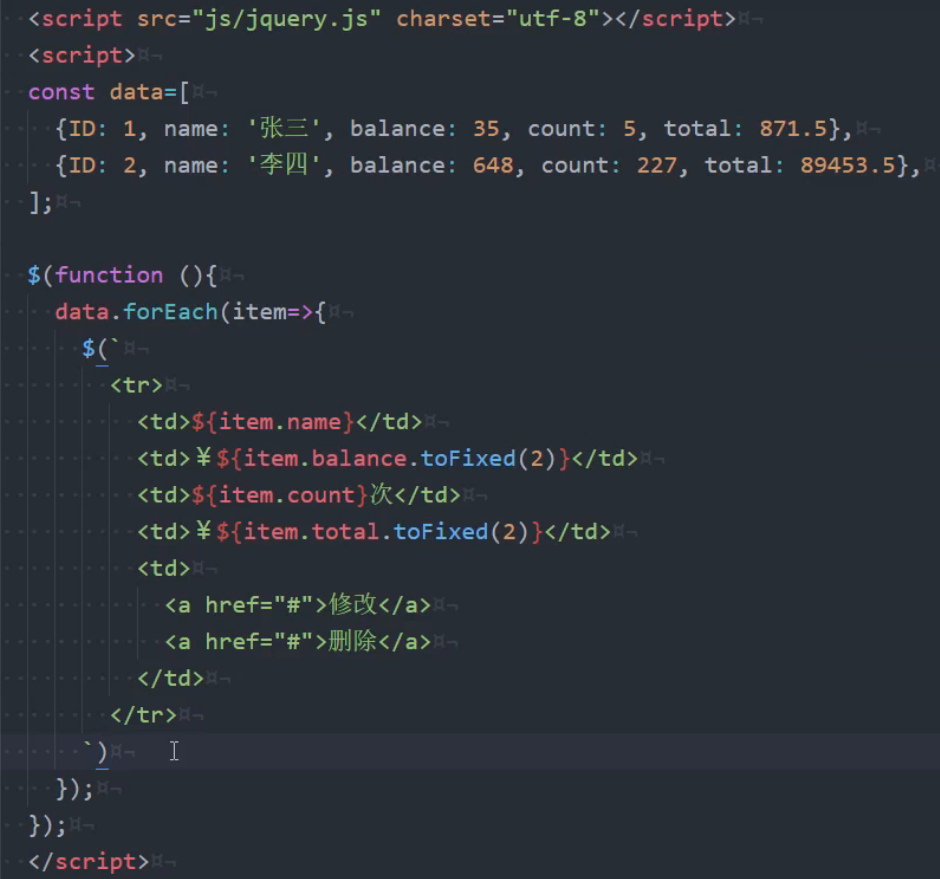 <script src="js/jquery.js" charset="utf-8"></script>
<script>
const data=[
{ID: 1, name: '张三', balance: 35, count: 5, total: 871.5},
{ID: 2, name: '李四', balance: 648, count: 227, total: 89453.5},
];
$(function (){
data.forEach(item=>{
$(`
<tr>
<td>${item.name}</td>
<td>¥${item.balance.toFixed(2)}</td>
<td>${item.count}次</td>
<td>¥${item.total.toFixed(2)}</td>
<td>
<a href="#">修改</a>
<a href="#">删除</a>
</td>
</tr>
`)
});
});
</script>